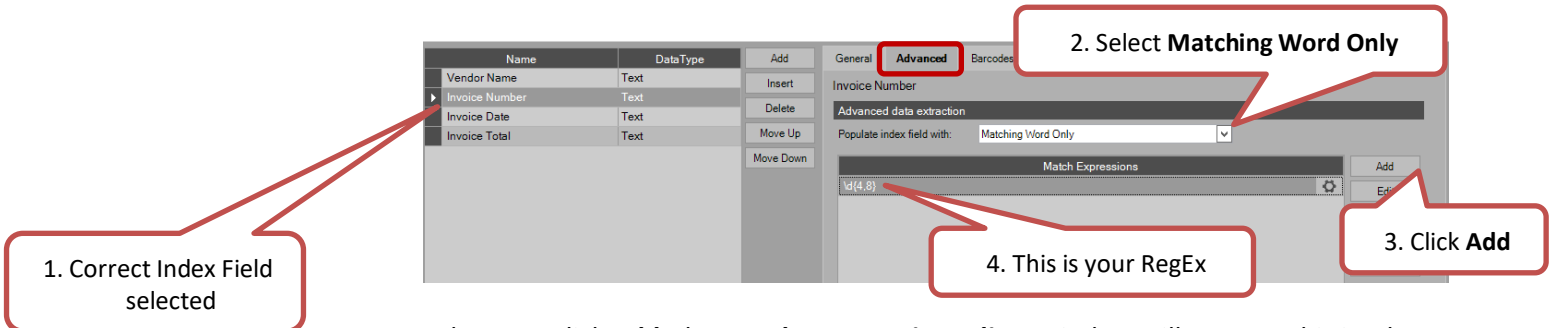 2. Select Matching Word Only
Name DataType Add General Advanced Barcodes
Vendor Name Text Insert Invoice Number
Invoice Number Text
Invoice Date Text Delete Advanced data extraction
Invoice Total Text Move Up Populate index field with: Matching Word Only
Move Down Match Expressions Add
\d{4,8}
3. Click Add
4. This is your RegEx
1. Correct Index Field
selected